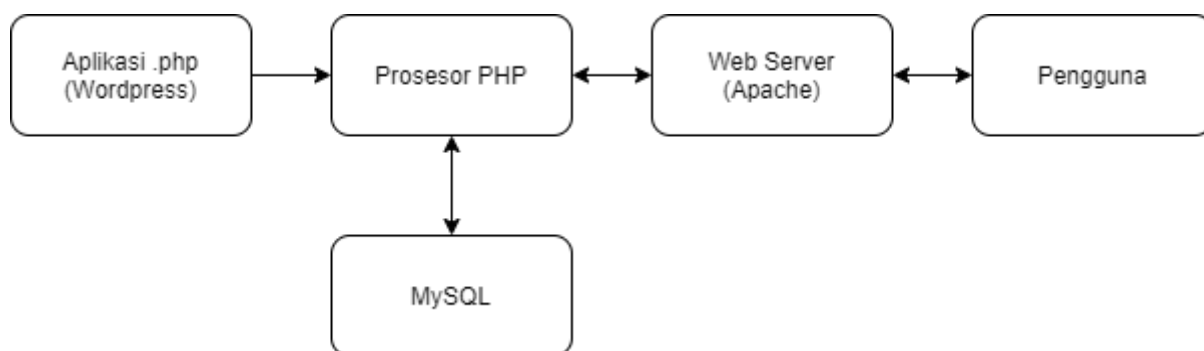 Aplikasi .php
(Wordpress)
Prosesor PHP
Web Server
(Apache)
Pengguna
MySQL